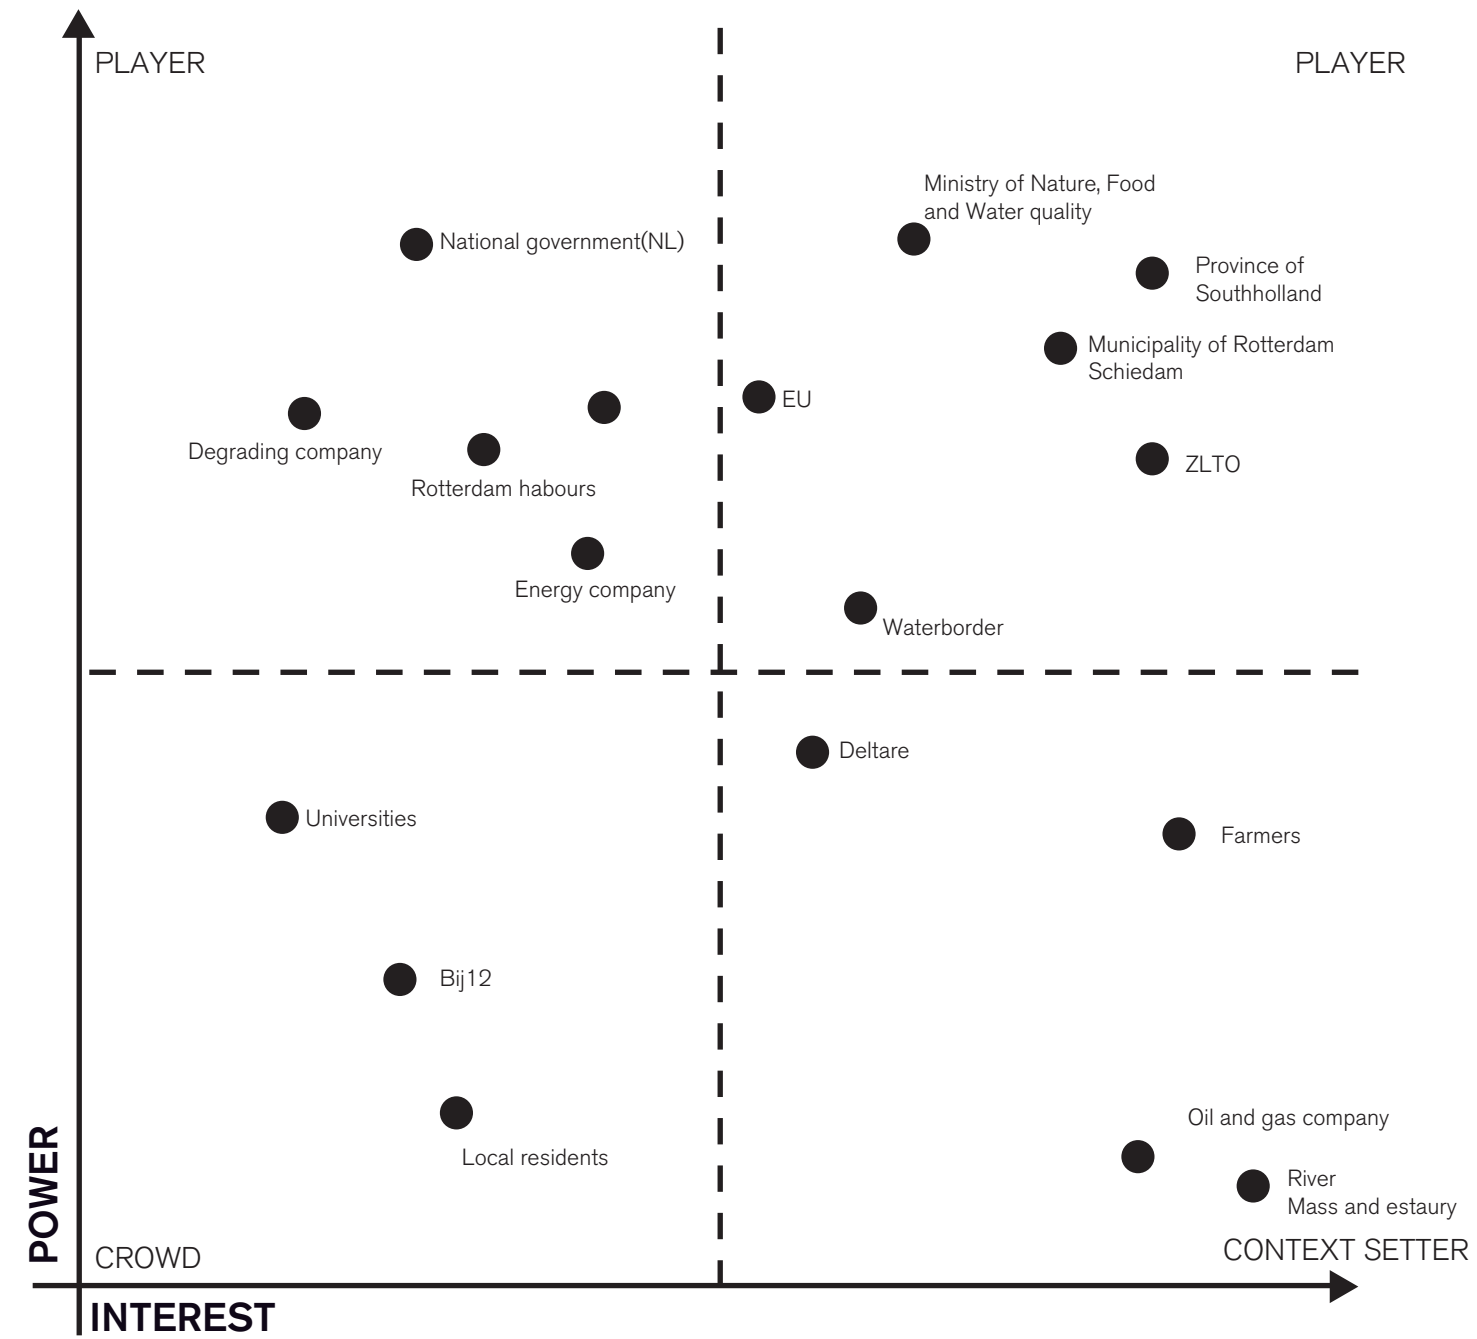 PLAYER
PLAYER
Ministry of Nature, Food
and Water quality
National government(NL)
Province of
Southholland
Municipality of Rotterdam
Schiedam
EU
Degrading company
ZLTO
Rotterdam habours
Energy company
Waterborder
Deltare
Universities
Farmers
Bij12
Oil and gas company
Local residents
River
Mass and estaury
POWER
CROWD
CONTEXT SETTER
INTEREST